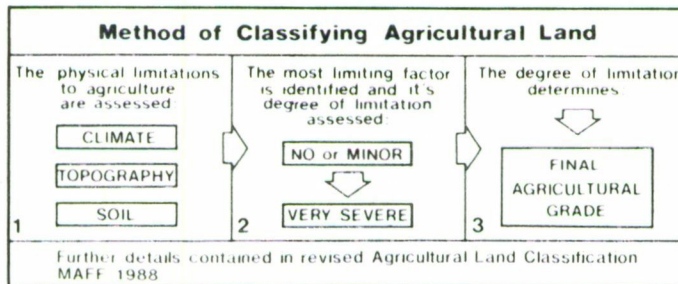 Method of Classifying Agricultural Land
The physical limitations
to agriculture
are assessed
CLIMATE
TOPOGRAPHY
SOIL
1
The most limiting factor
is identified and it's
degree of limitation
assessed:
NO or MINOR
VERY SEVERE
2
The degree of limitation
determines
FINAL
AGRICULTURAL
GRADE
3
Further details contained in revised Agricultural Land Classification
MAFF 1988